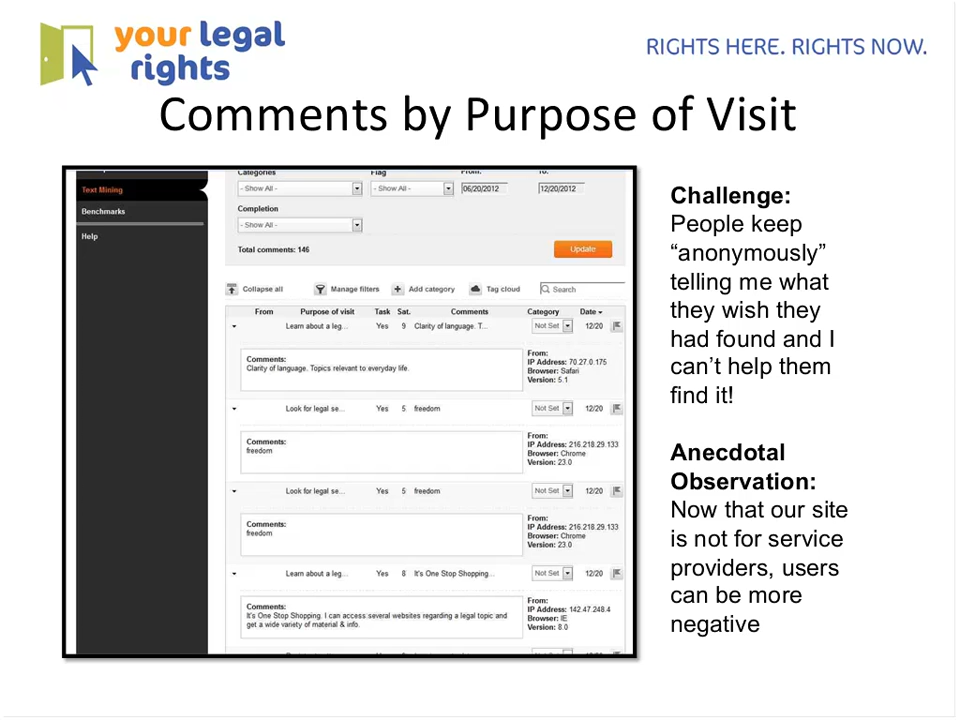 your legal
rights
RIGHTS HERE. RIGHTS NOW.
Comments by Purpose of Visit
Text Mining
Benchmarks
Help
Categories Flag From: To:
- Show All - - Show All - 06/20/2012 12/20/2012
Completion
- Show All -
Total comments: 146 Update
Collapse all Manage filters Add category Tag cloud Search
From Purpose of visit Task Sat. Comments Category Date
Learn about a leg... Yes 9 Clarity of language. T... Not Set 12/20
Comments:
Clarity of language. Topics relevant to everyday life.
From:
IP Address: 70.27.0.175
Browser: Safari
Version: 5.1
Look for legal se... Yes 5 freedom Not Set 12/20
Comments:
freedom
From:
IP Address: 216.218.29.133
Browser: Chrome
Version: 23.0
Look for legal se... Yes 5 freedom Not Set 12/20
Comments:
freedom
From:
IP Address: 216.218.29.133
Browser: Chrome
Version: 23.0
Learn about a leg... Yes 8 It's One Stop Shopping... Not Set 12/20
Comments:
It's One Stop Shopping. I can access several websites regarding a legal topic and
get a wide variety of material & info.
From:
IP Address: 142.47.248.4
Browser: IE
Version: 8.0
Challenge:
People keep
“anonymously”
telling me what
they wish they
had found and I
can’t help them
find it!
Anecdotal
Observation:
Now that our site
is not for service
providers, users
can be more
negative